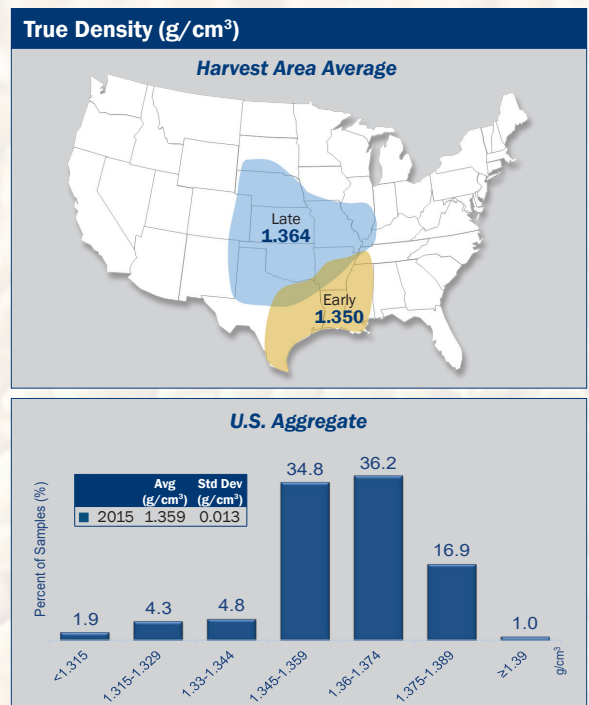 True Density (g/cm³)
Harvest Area Average
Late
1.364
Early
1.350
U.S. Aggregate
Percent of Samples (%)
Avg Std Dev
(g/cm³) (g/cm³)
2015 1.359 0.013
1.9 4.3 4.8 34.8 36.2 16.9 1.0
<1.315 1.315-1.329 1.33-1.344 1.345-1.359 1.36-1.374 1.375-1.389 ≥1.39
g/cm³